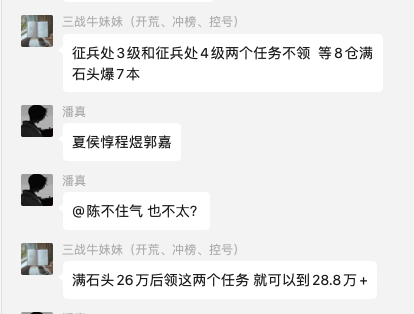 三战牛妹妹（开荒、冲榜、控号）
征兵处3级和征兵处4级两个任务不领 等8仓满
石头爆7本
潘真
夏侯惇程煜郭嘉
潘真
@陈不住气 也不太?
三战牛妹妹（开荒、冲榜、控号）
满石头26万后领这两个任务 就可以到28.8万+